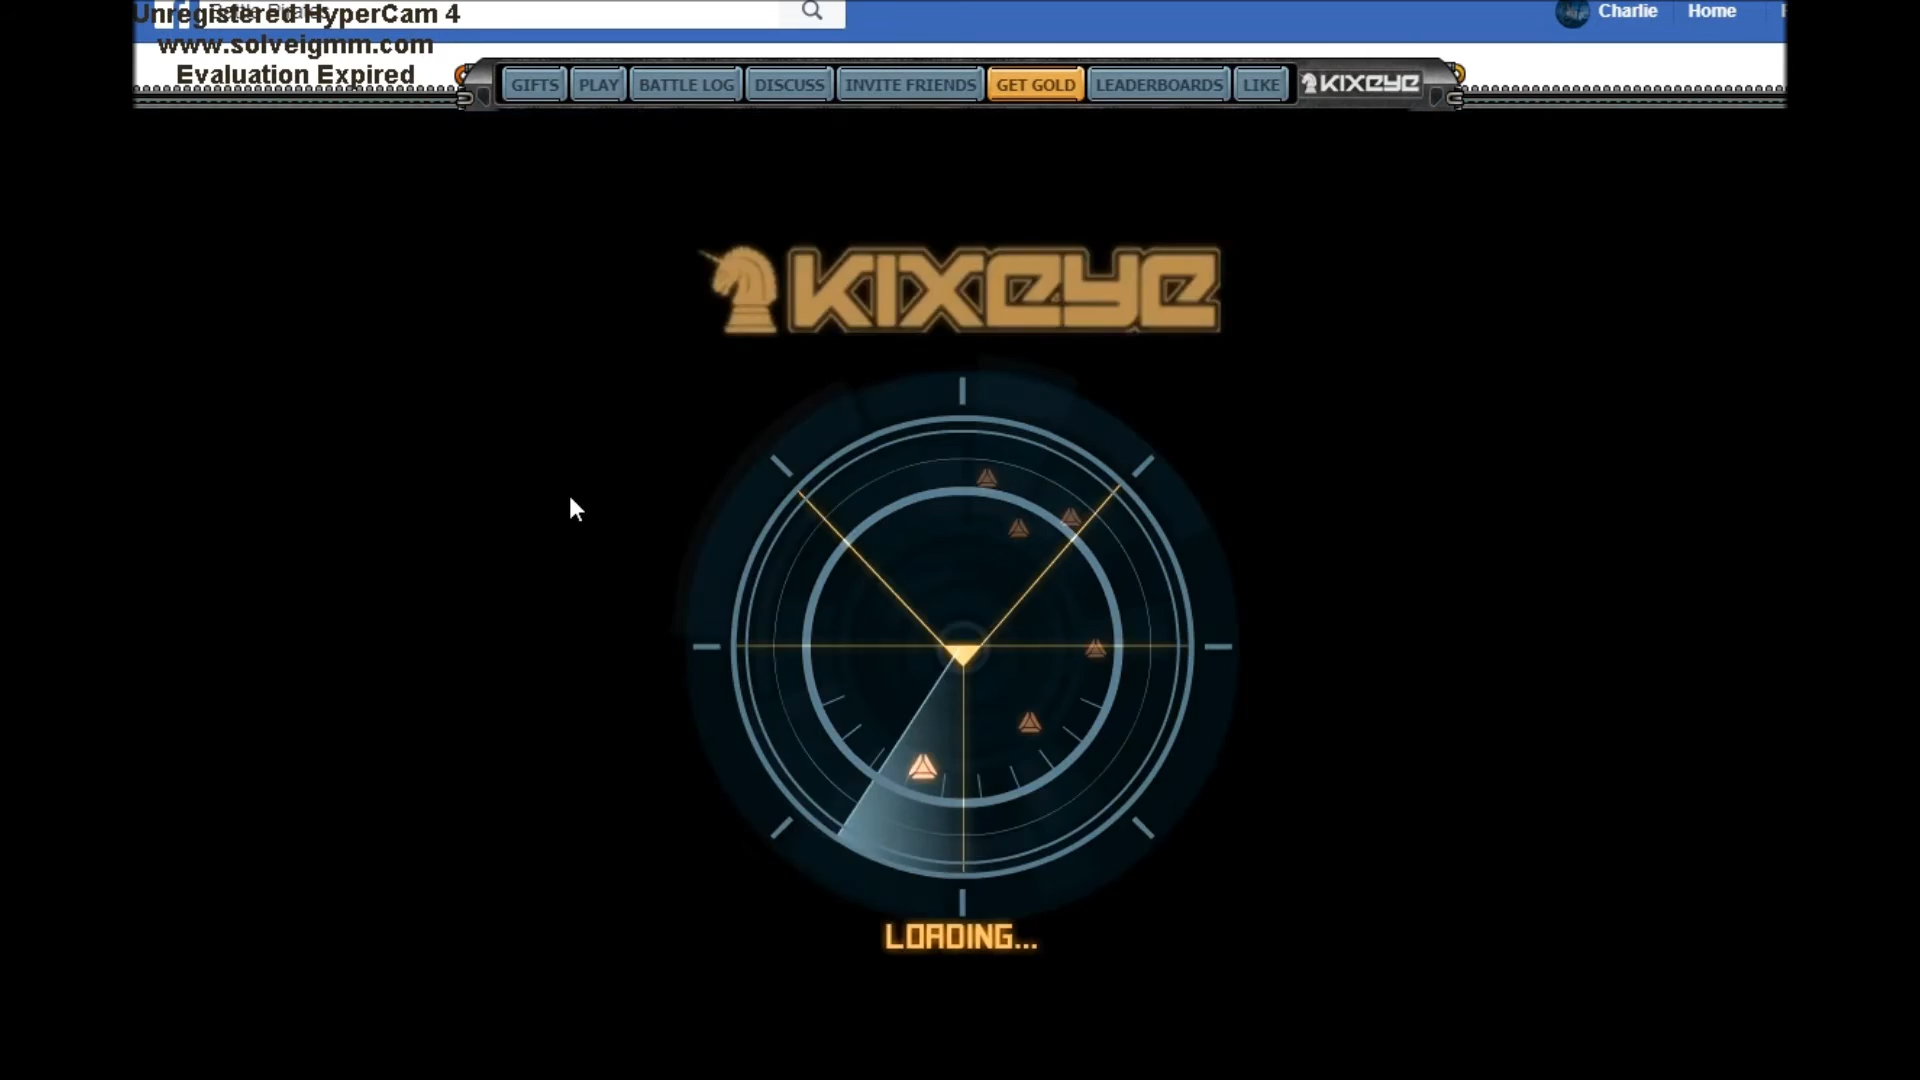 Unregistered HyperCam 4
Charlie
Home
www.solveigmm.com
Evaluation Expired
GIFTS
PLAY
BATTLE LOG
DISCUSS
INVITE FRIENDS
GET GOLD
LEADERBOARDS
LIKE
KIXEYE
KIXEYE
LOADING...